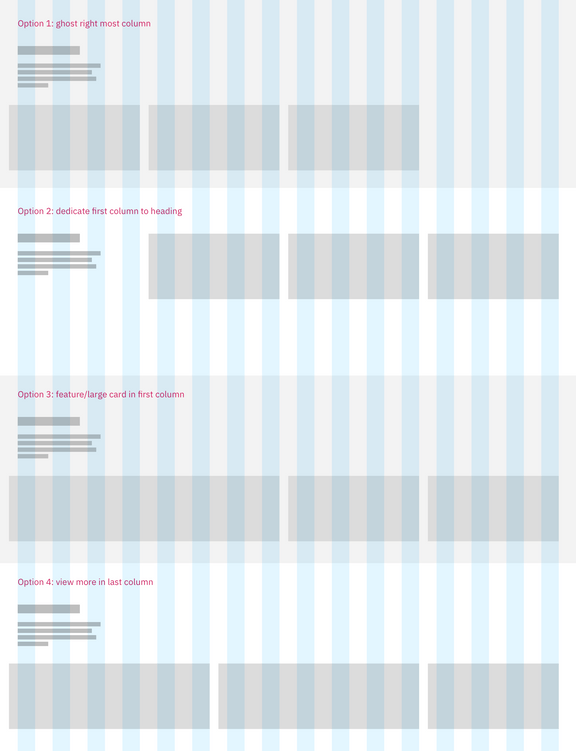 Option 1: ghost right most column
Option 2: dedicate first column to heading
Option 3: feature/large card in first column
Option 4: view more in last column